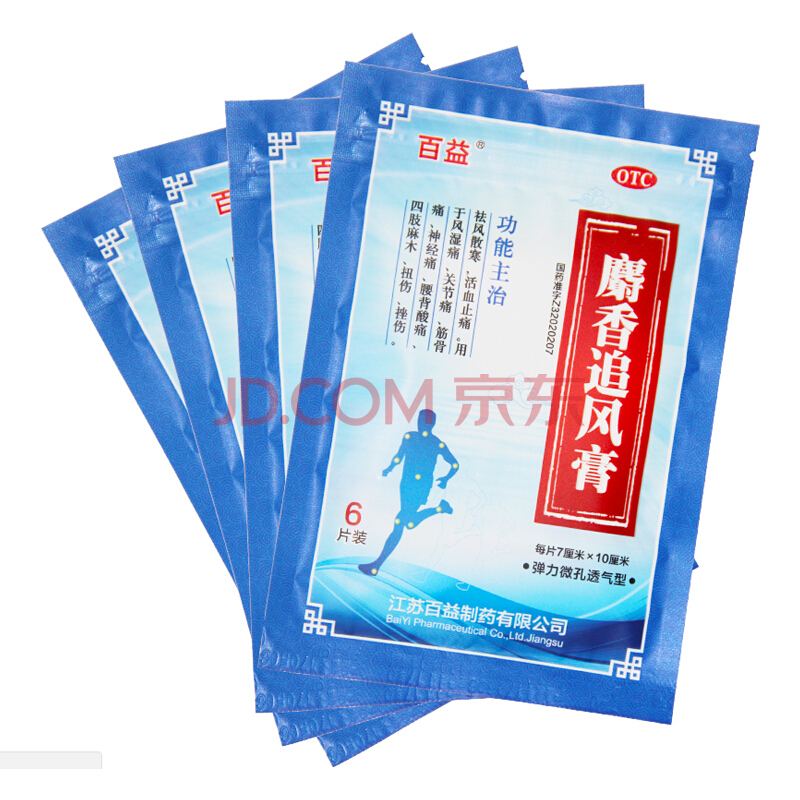 百益®
OTC
麝香追风膏
国药准字Z32020207
功能主治
祛风散寒、活血止痛。用
于风湿痛、关节痛、筋骨
痛、神经痛、腰背酸痛、
四肢麻木、扭伤、挫伤。
JD.COM 京东
6
片装
每片7厘米×10厘米
•弹力微孔透气型•
江苏百益制药有限公司
BaiYi Pharmaceutical Co.,Ltd.Jiangsu